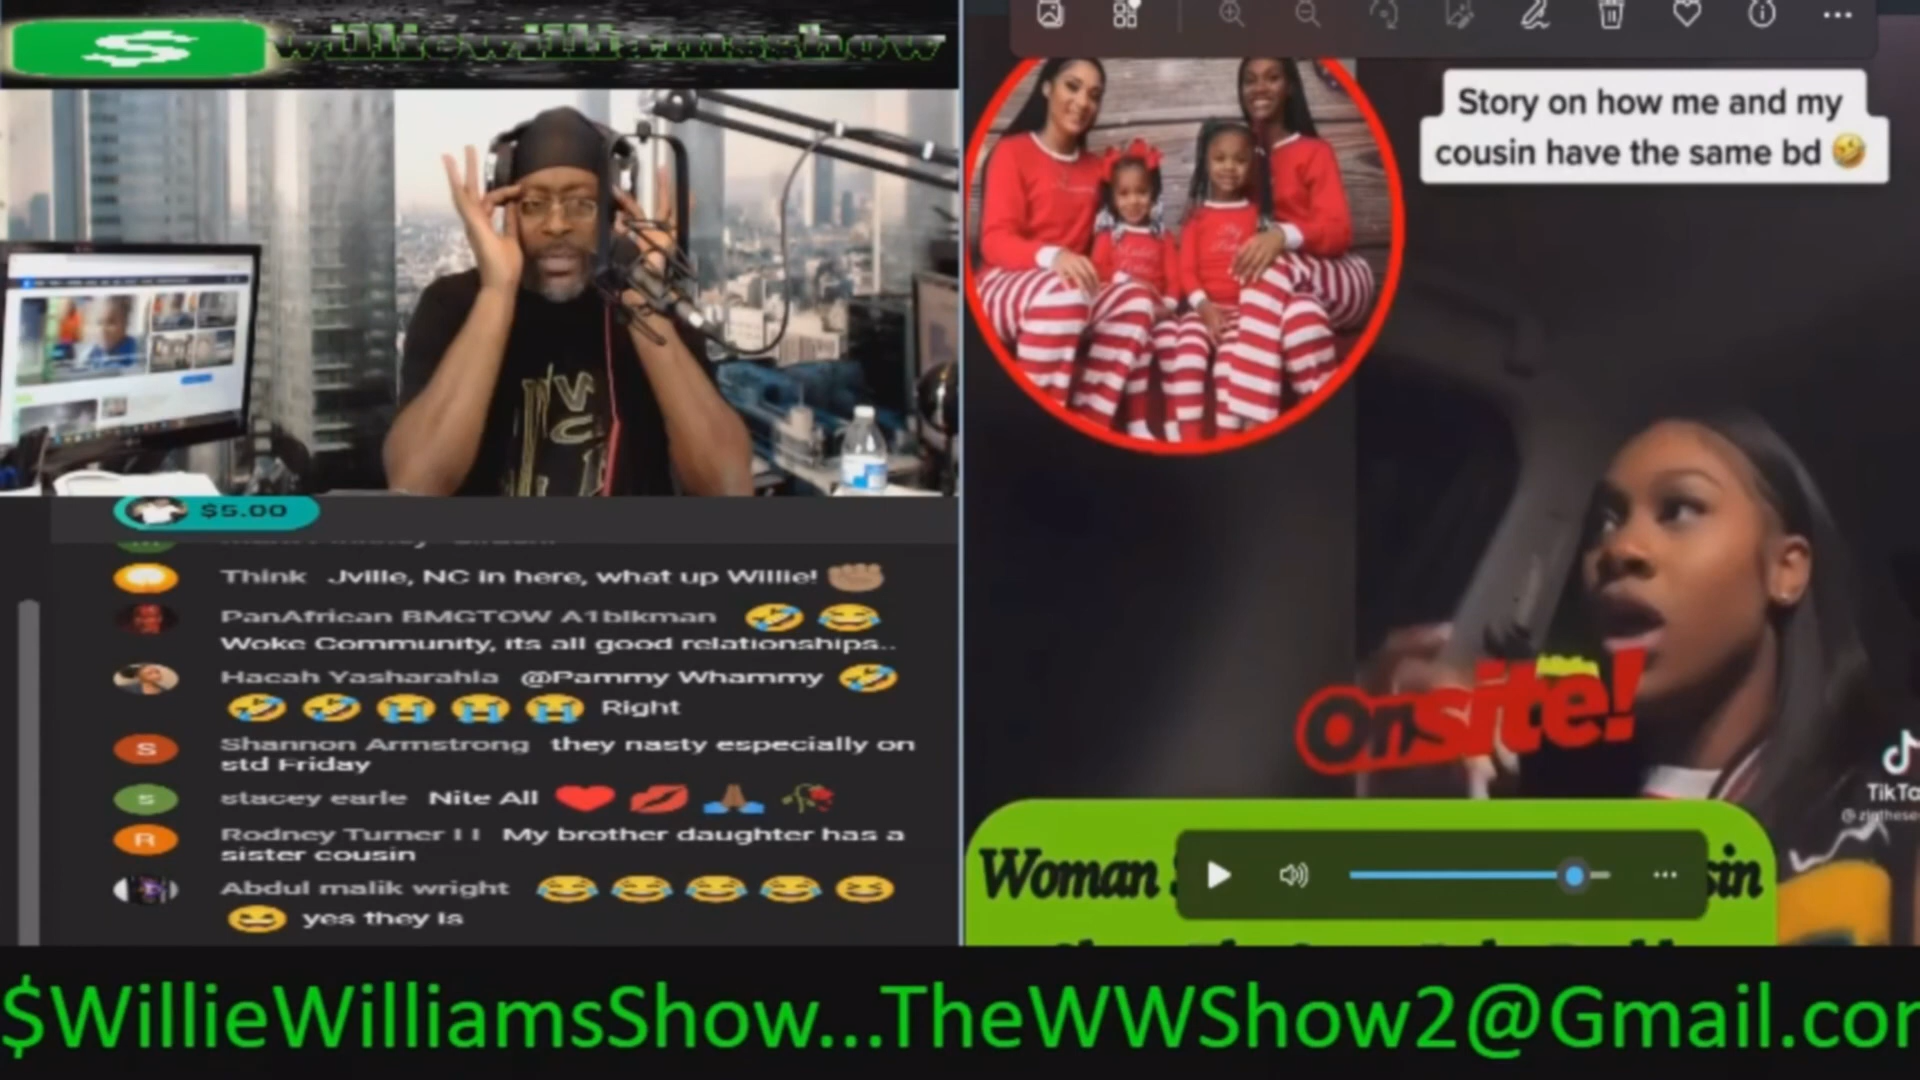 williewilliamsshow
$5.00
Think Jville, NC in here, what up Willie!
PanAfrican BMGTOW A1blkman
Woke Community, its all good relationships..
Hacah Yasharahla @Pammy Whammy
Right
Shannon Armstrong they nasty especially on
std Friday
stacey earle Nite All
Rodney Turner I I My brother daughter has a
sister cousin
Abdul malik wright
yes they is
Story on how me and my
cousin have the same bd
Onsite!
TikTo
Woman
$WillieWilliamsShow...TheWWShow2@Gmail.com